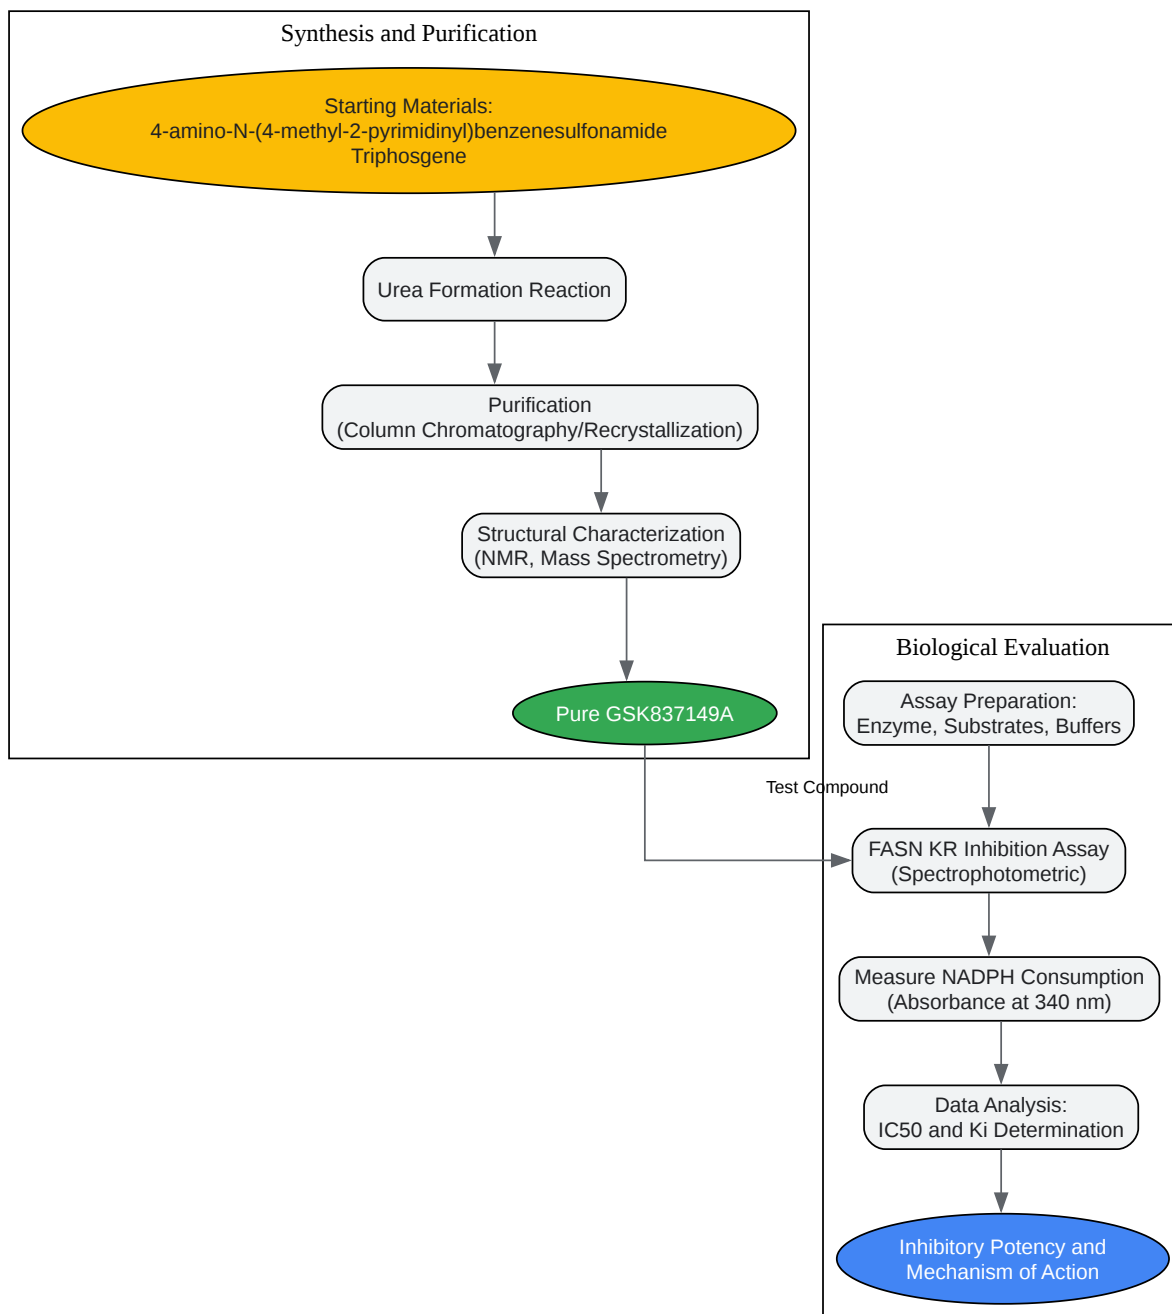 Synthesis and Purification
Starting Materials:
4-amino-N-(4-methyl-2-pyrimidinyl)benzenesulfonamide
Triphosgene
Urea Formation Reaction
Purification
(Column Chromatography/Recrystallization)
Structural Characterization
(NMR, Mass Spectrometry)
Pure GSK837149A
Test Compound
Biological Evaluation
Assay Preparation:
Enzyme, Substrates, Buffers
FASN KR Inhibition Assay
(Spectrophotometric)
Measure NADPH Consumption
(Absorbance at 340 nm)
Data Analysis:
IC50 and Ki Determination
Inhibitory Potency and
Mechanism of Action